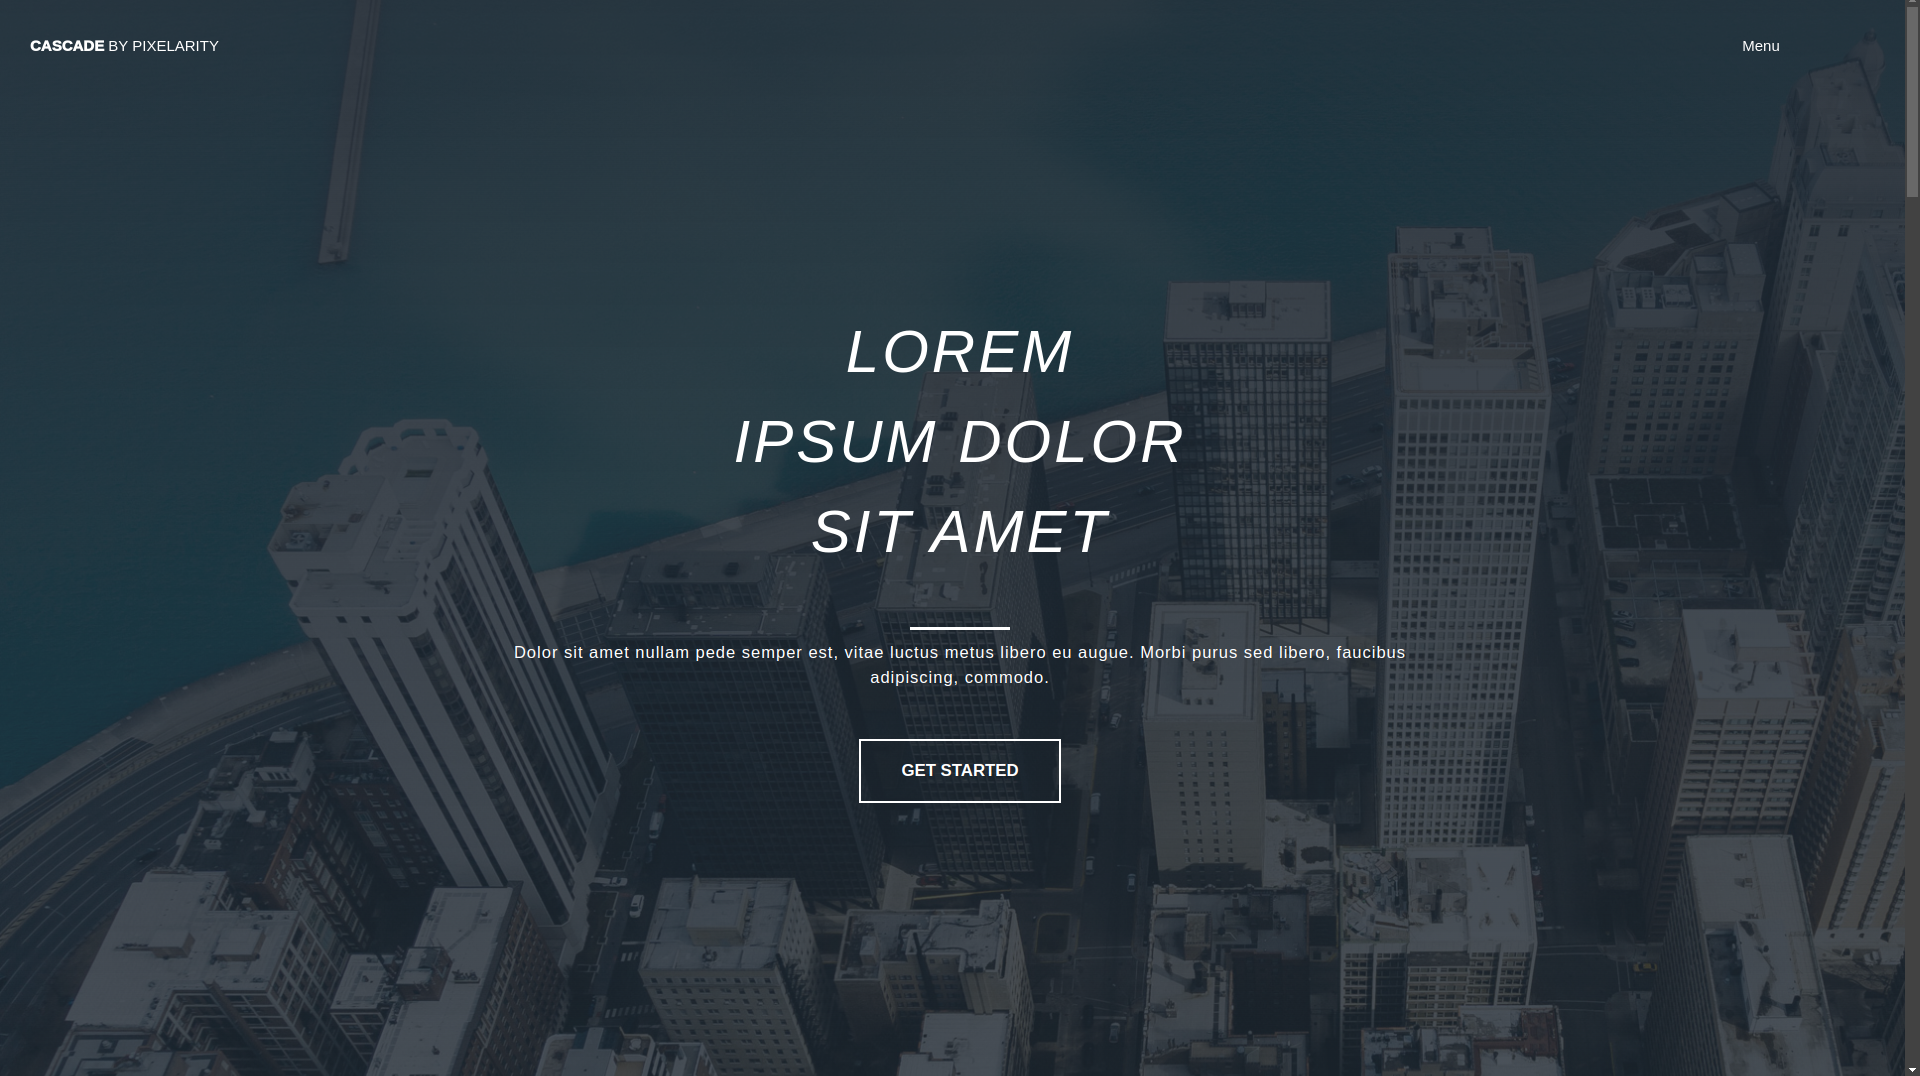 CASCADE BY PIXELARITY
Menu
LOREM
IPSUM DOLOR
SIT AMET
Dolor sit amet nullam pede semper est, vitae luctus metus libero eu augue. Morbi purus sed libero, faucibus
adipiscing, commodo.
GET STARTED